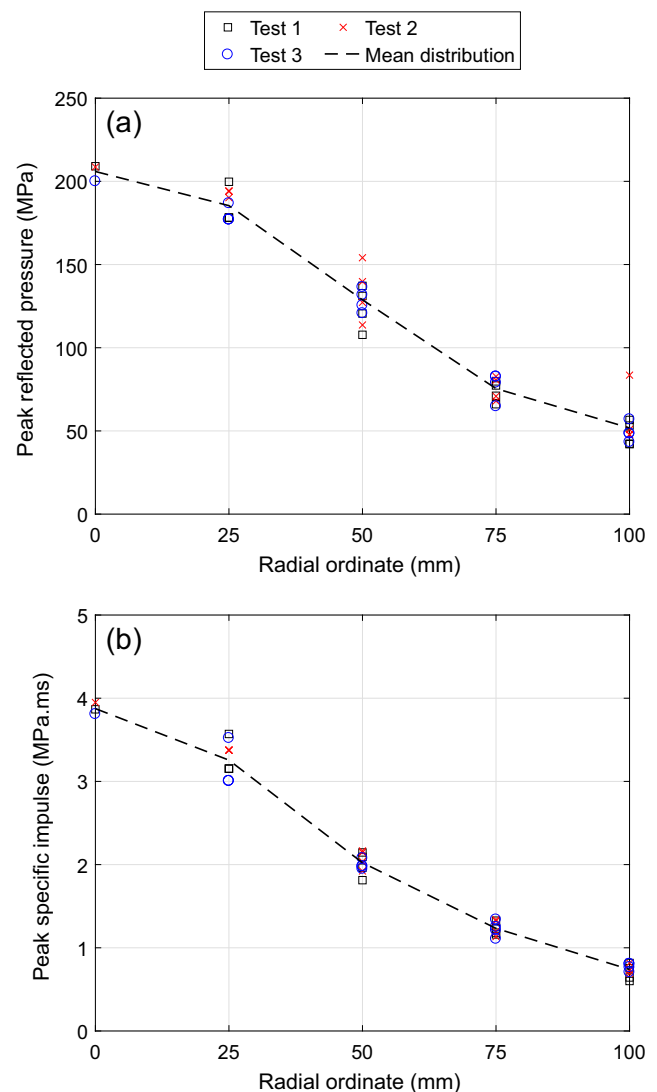 Test 1 Test 2
Test 3 Mean distribution
(a)
250
200
150
100
50
0
Peak reflected pressure (MPa)
0 25 50 75 100
Radial ordinate (mm)
(b)
5
4
3
2
1
0
Peak specific impulse (MPa.ms)
0 25 50 75 100
Radial ordinate (mm)